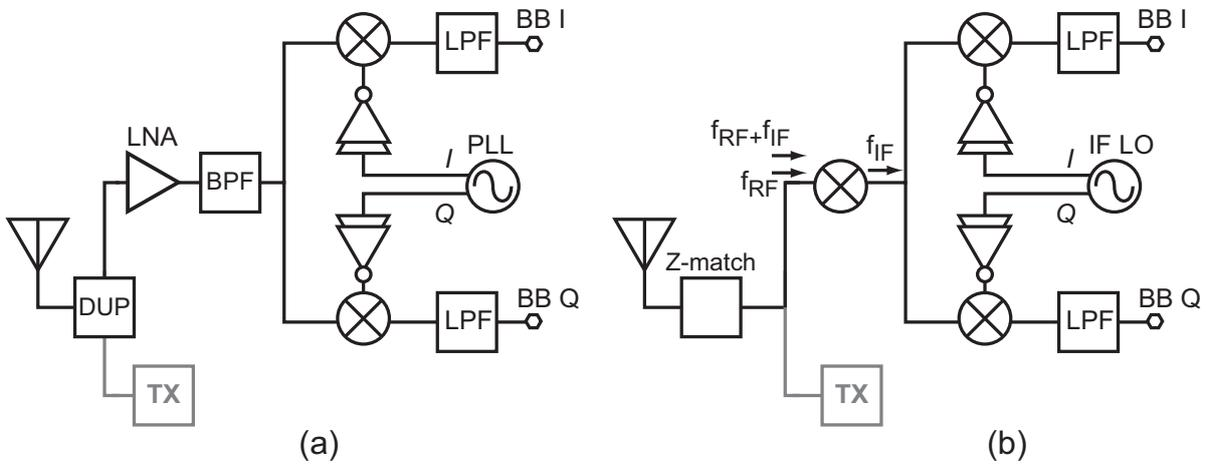 BB I
LPF
LNA
PLL
BPF
I
Q
DUP
LPF
BB Q
TX
(a)
BB I
LPF
fRF+fIF
fIF
IF LO
fRF
I
Q
Z-match
LPF
BB Q
TX
(b)